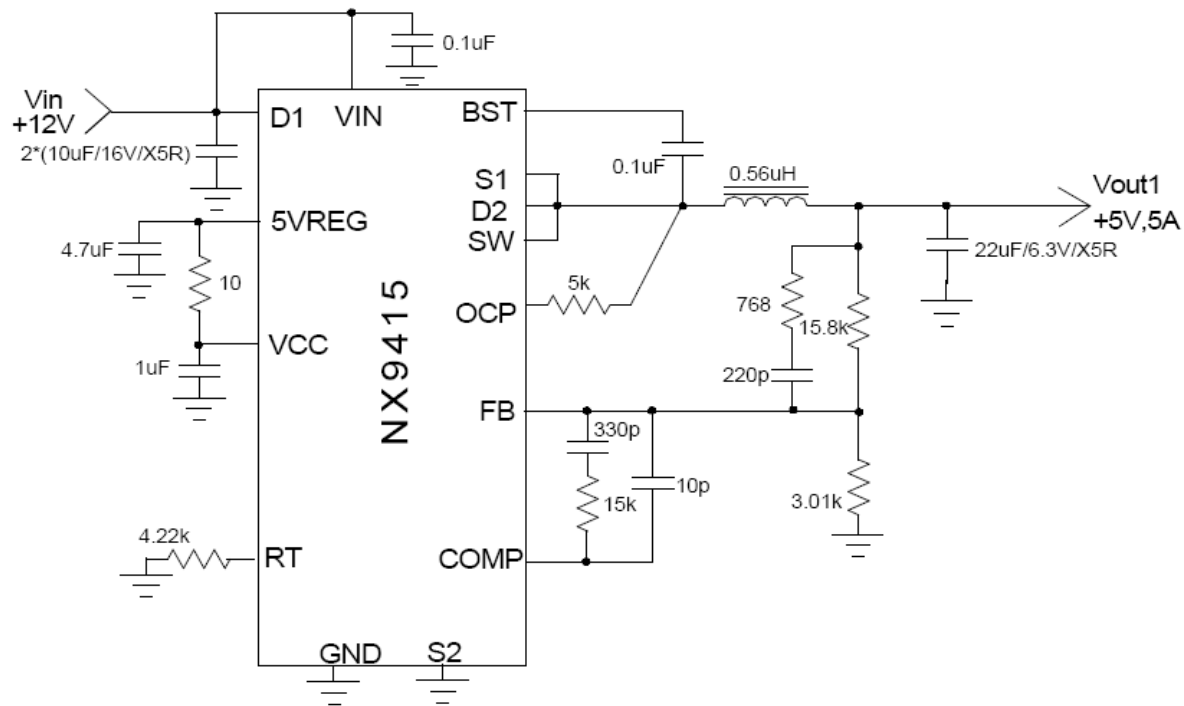 0.1uF
Vin
+12V
D1
VIN
BST
2*(10uF/16V/X5R)
0.1uF
S1
D2
SW
0.56uH
Vout1
+5V,5A
5VREG
4.7uF
10
22uF/6.3V/X5R
5k
OCP
768
15.8k
VCC
1uF
NX9415
220p
FB
330p
15k
10p
3.01k
4.22k
RT
COMP
GND
S2